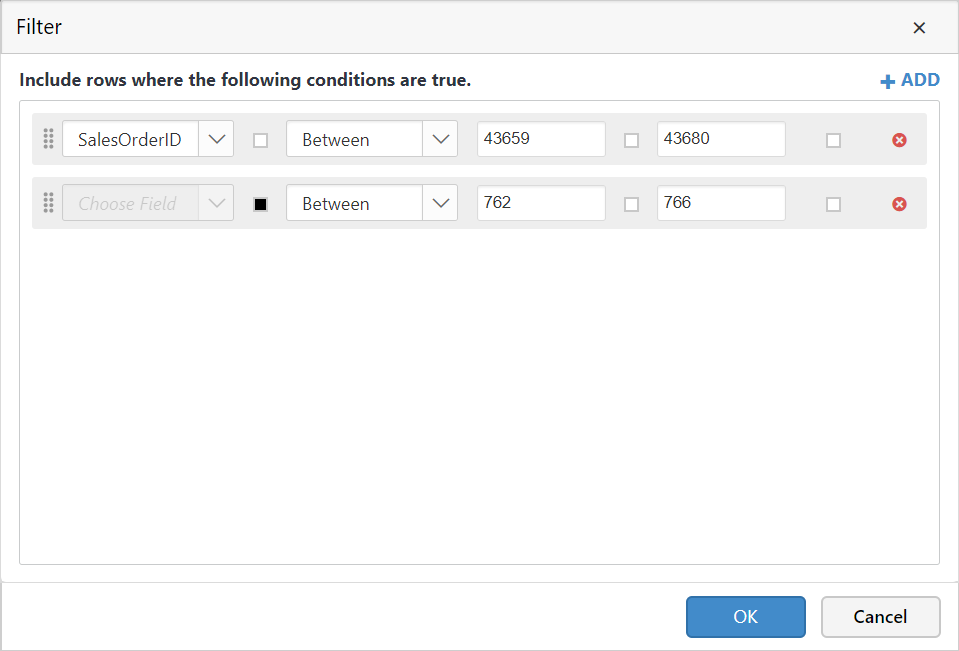 Filter
Include rows where the following conditions are true. ADD
SalesOrderID Between 43659 43680
Choose Field Between 762 766
OK Cancel